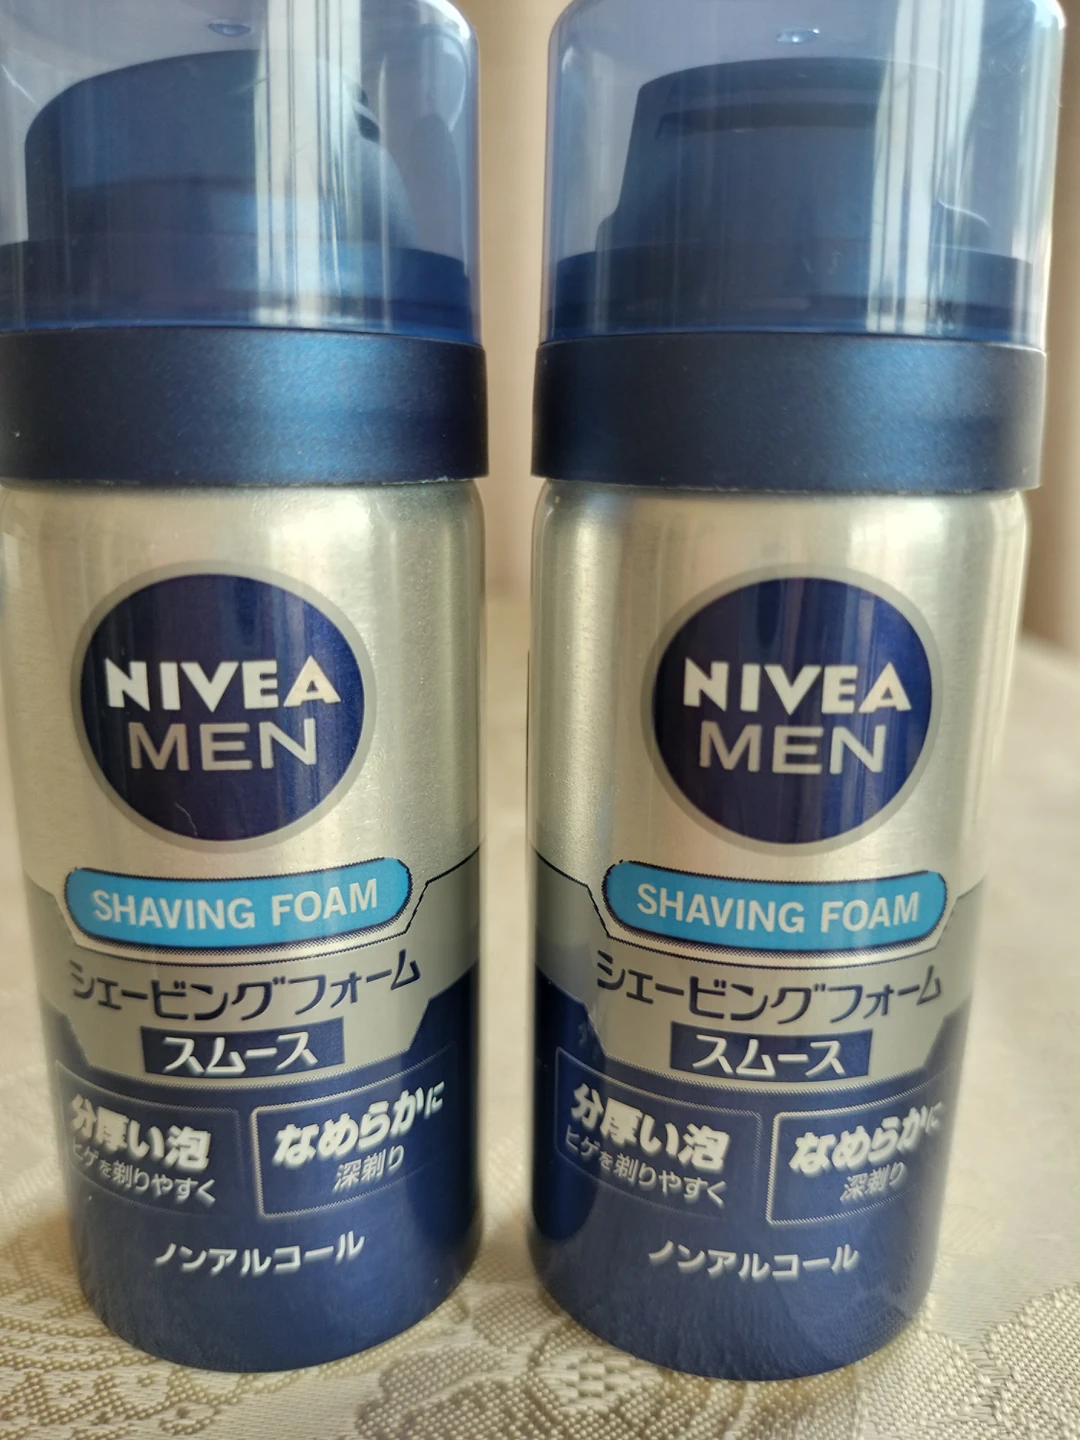 NIVEA
MEN
SHAVING FOAM
シェービングフォーム
スムース
分厚い泡
ヒゲを剃りやすく
なめらかに
深剃り
ノンアルコール
NIVEA
MEN
SHAVING FOAM
シェービングフォーム
スムース
分厚い泡
ヒゲを剃りやすく
なめらかに
深剃り
ノンアルコール